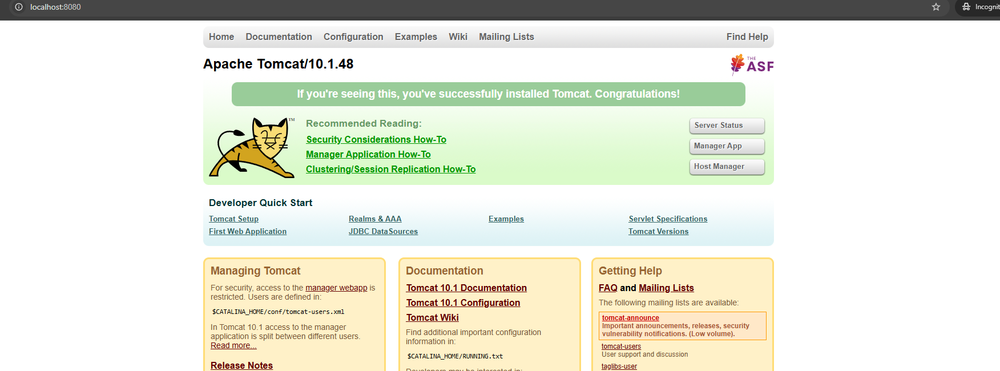 localhost:8080
Incognit
Home Documentation Configuration Examples Wiki Mailing Lists Find Help
Apache Tomcat/10.1.48
THE
ASF
If you're seeing this, you've successfully installed Tomcat. Congratulations!
TM
Recommended Reading:
Security Considerations How-To
Manager Application How-To
Clustering/Session Replication How-To
Server Status
Manager App
Host Manager
Developer Quick Start
Tomcat Setup
First Web Application
Realms & AAA
JDBC DataSources
Examples
Servlet Specifications
Tomcat Versions
Managing Tomcat
For security, access to the manager webapp is
restricted. Users are defined in:
$CATALINA_HOME/conf/tomcat-users.xml
In Tomcat 10.1 access to the manager
application is split between different users.
Read more...
Release Notes
Documentation
Tomcat 10.1 Documentation
Tomcat 10.1 Configuration
Tomcat Wiki
Find additional important configuration
information in:
$CATALINA_HOME/RUNNING.txt
Developers may be interested in:
Getting Help
FAQ and Mailing Lists
The following mailing lists are available:
tomcat-announce
Important announcements, releases, security
vulnerability notifications. (Low volume).
tomcat-users
User support and discussion
taglibs-user